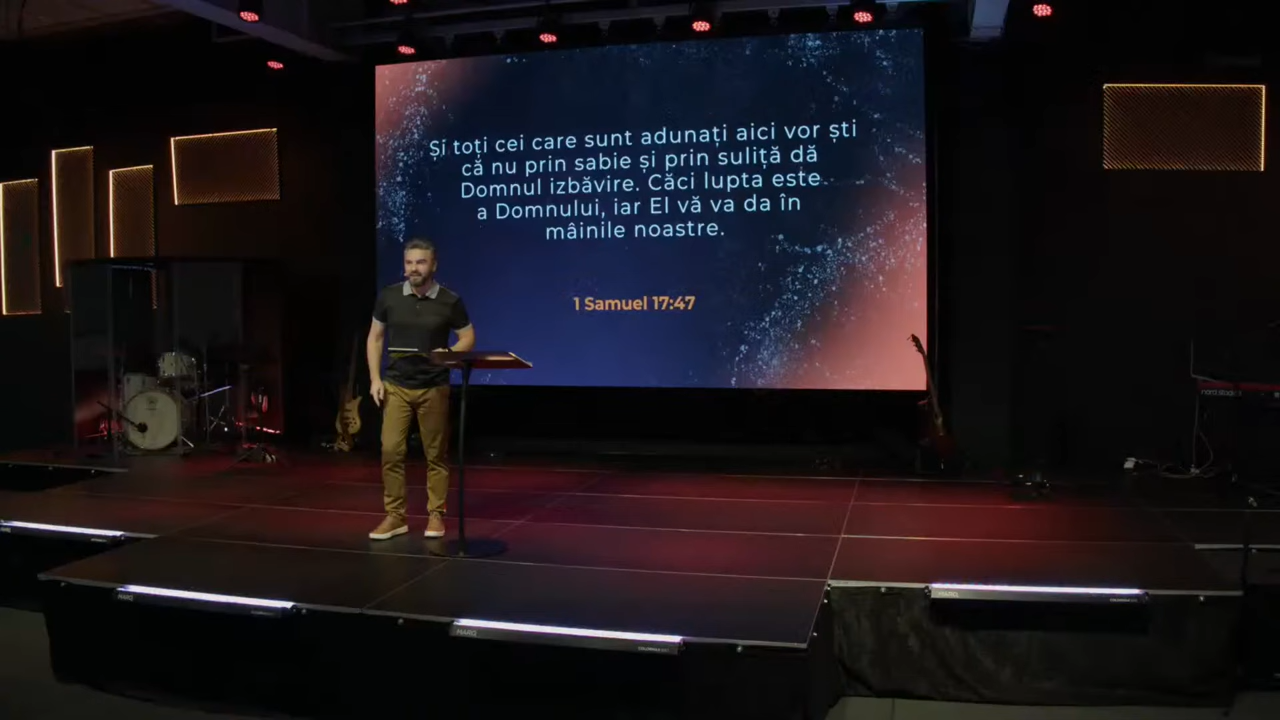 Și toți cei care sunt adunați aici vor ști
că nu prin sabie și prin suliță dă
Domnul izbăvire. Căci lupta este
a Domnului, iar El vă va da în
mâinile noastre.
1 Samuel 17:47